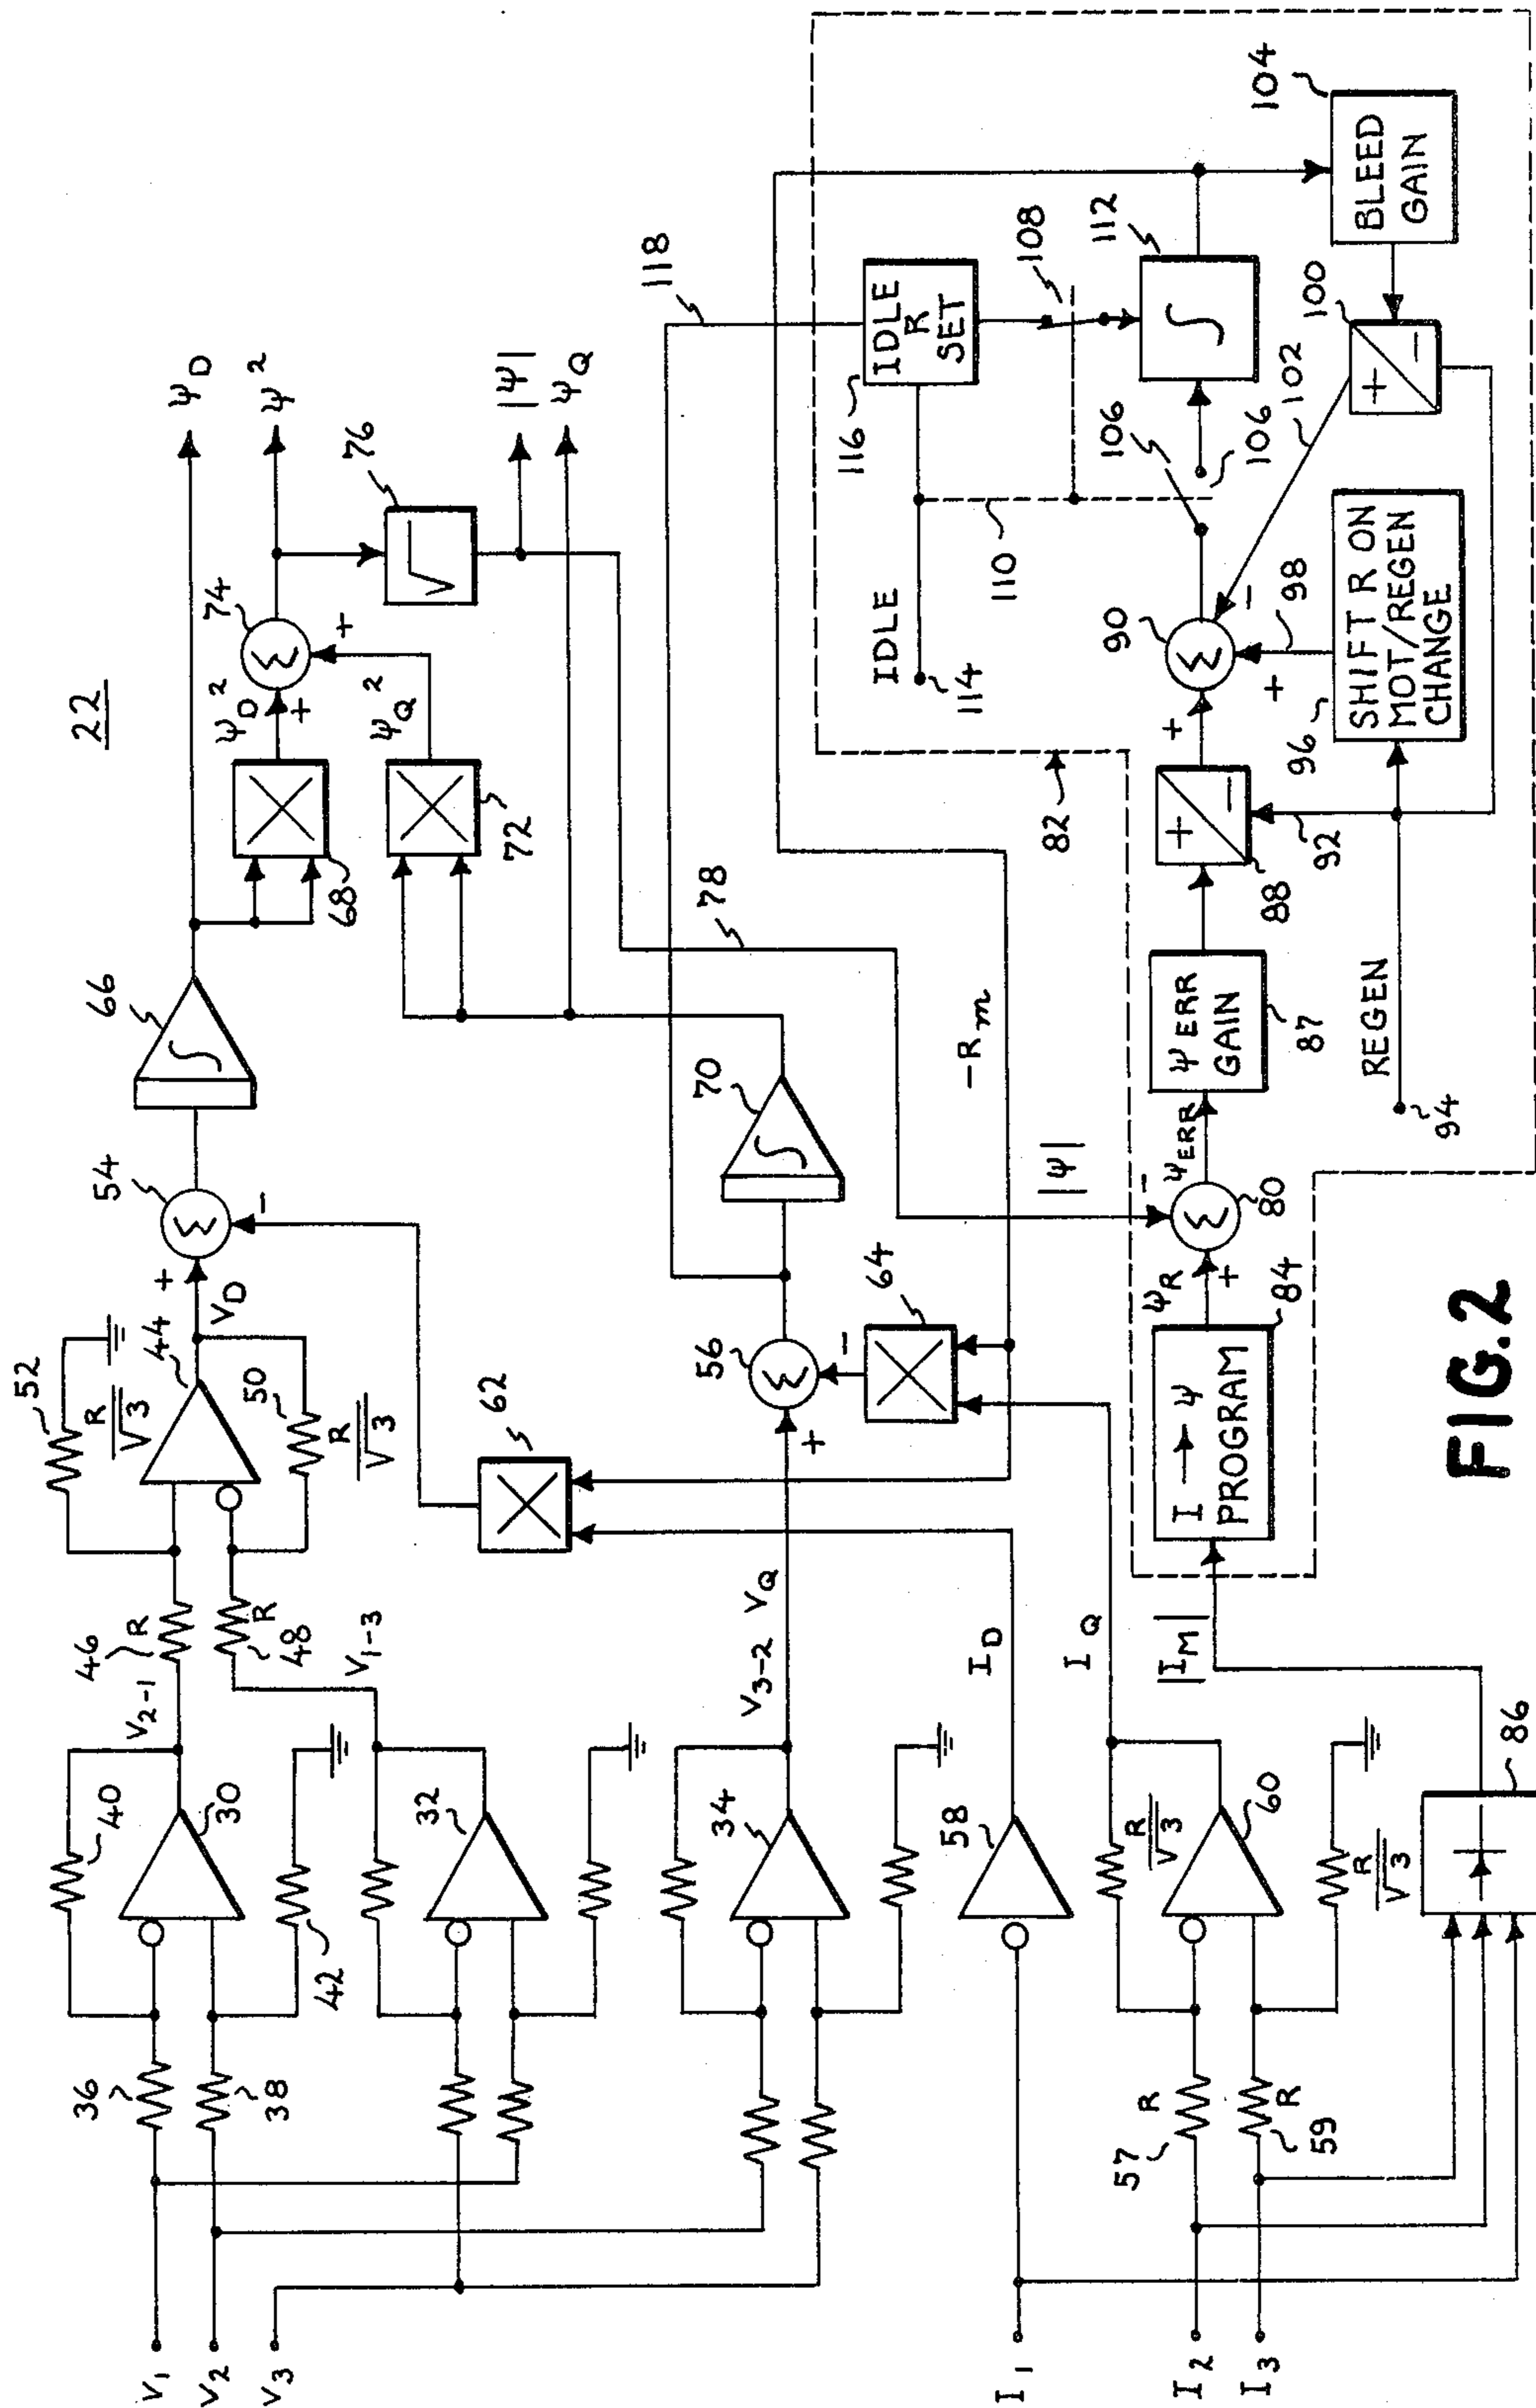 22
V1
V2
V3
36
38
40
42
30
32
34
V2-1
46
R
48
R
V1-3
52
R/√3
44
50
R/√3
VD
+
54
-
66
ΨD
68
ΨD²
+
74
Σ
+
Ψ²
76
√
|Ψ|
ΨQ
72
ΨQ²
V3-2
VQ
+
56
Σ
-
62
64
70
∫
78
118
-Rm
|Ψ|
I1
I2
I3
58
ID
IQ
57
R
59
R
R/√3
60
R/√3
86
|IM|
I → Ψ
PROGRAM
84
ΨR
+
-
Σ
80
ΨERR
Ψ ERR
GAIN
87
82
+
-
88
92
REGEN
94
+
90
Σ
-
+
98
96
SHIFT R ON
MOT/REGEN
CHANGE
IDLE
114
110
116
IDLE
R
SET
108
106
106
112
∫
102
100
+
-
104
BLEED
GAIN
FIG.2